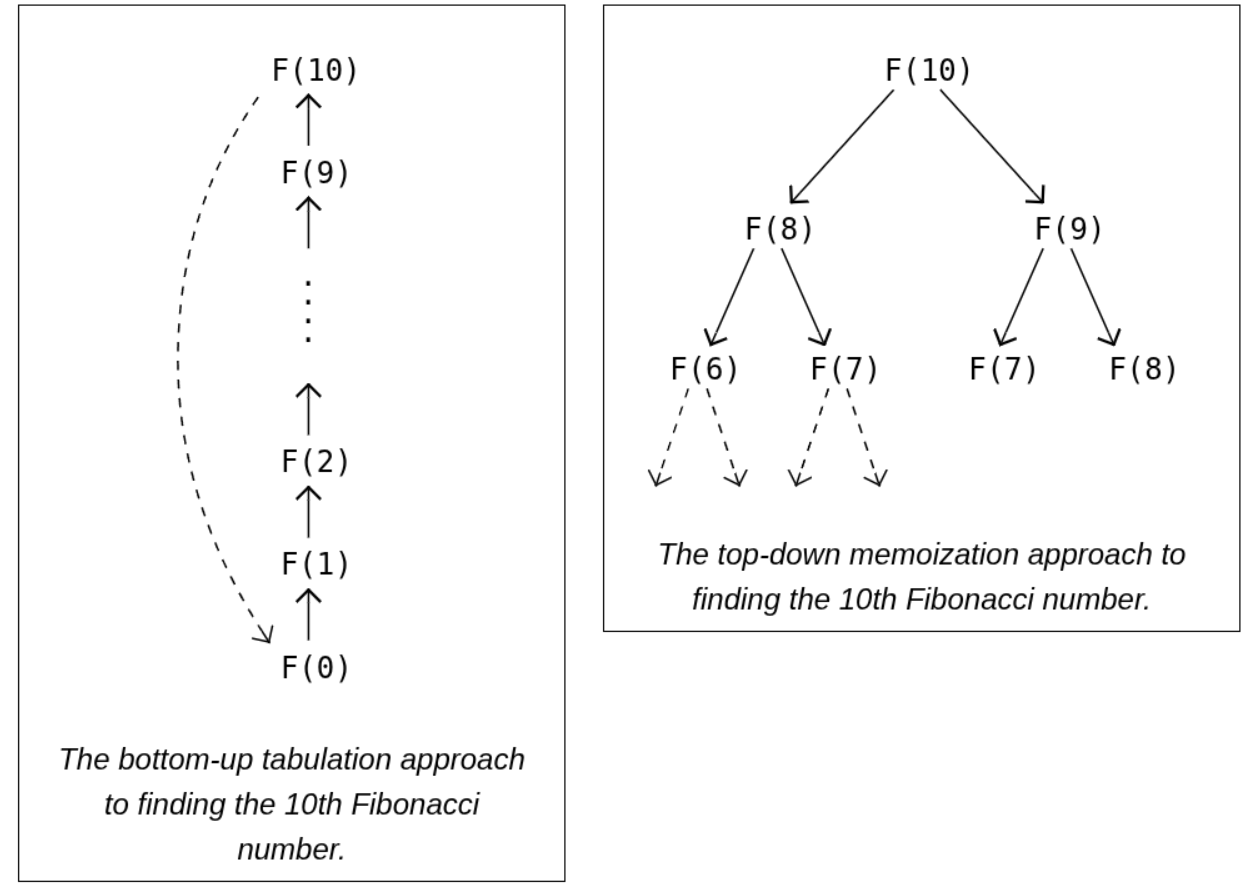 F(10)
F(9)
F(2)
F(1)
F(0)
The bottom-up tabulation approach
to finding the 10th Fibonacci
number.
F(10)
F(8) F(9)
F(6) F(7) F(7) F(8)
The top-down memoization approach to
finding the 10th Fibonacci number.